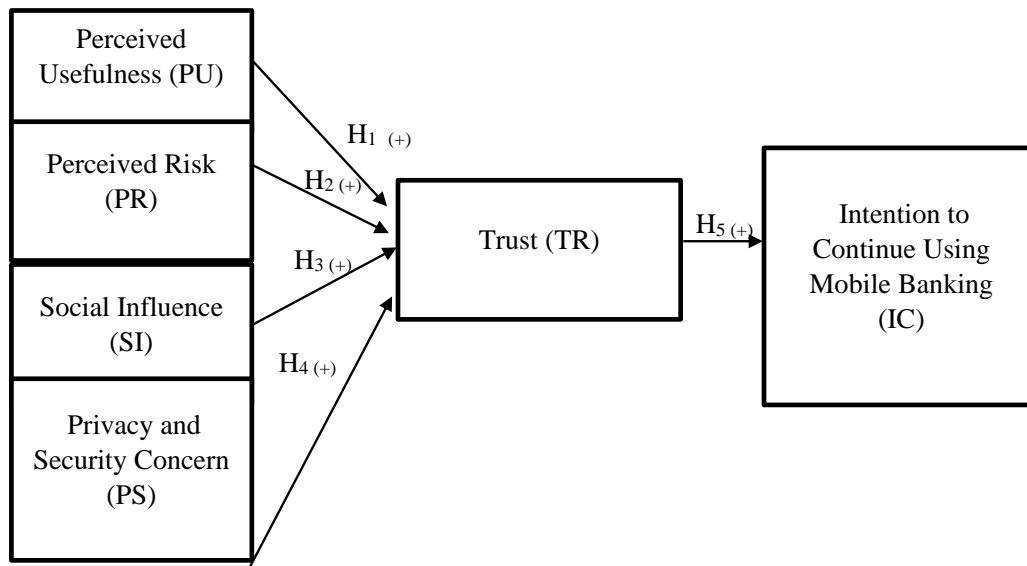 Perceived
Usefulness (PU)
Perceived Risk
(PR)
Social Influence
(SI)
Privacy and
Security Concern
(PS)
H1 (+)
H2 (+)
H3 (+)
H4 (+)
Trust (TR)
H5 (+)
Intention to
Continue Using
Mobile Banking
(IC)